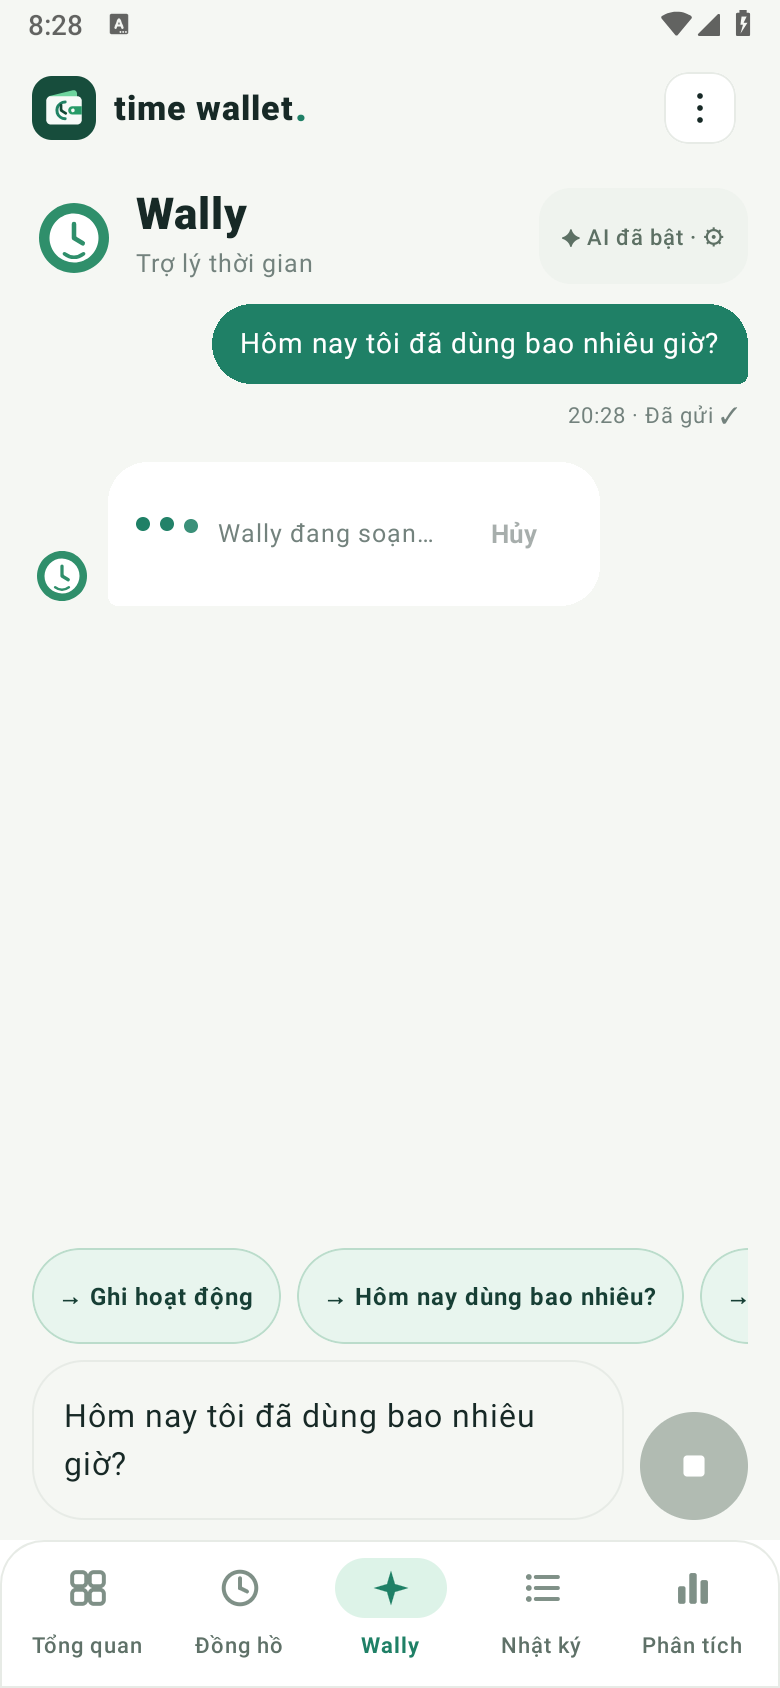 8:28
A
time wallet.
Wally
Trợ lý thời gian
AI đã bật ·
Hôm nay tôi đã dùng bao nhiêu giờ?
20:28 · Đã gửi ✓
Wally đang soạn...
Hủy
→ Ghi hoạt động
→ Hôm nay dùng bao nhiêu?
→
Hôm nay tôi đã dùng bao nhiêu
giờ?
Tổng quan
Đồng hồ
Wally
Nhật ký
Phân tích